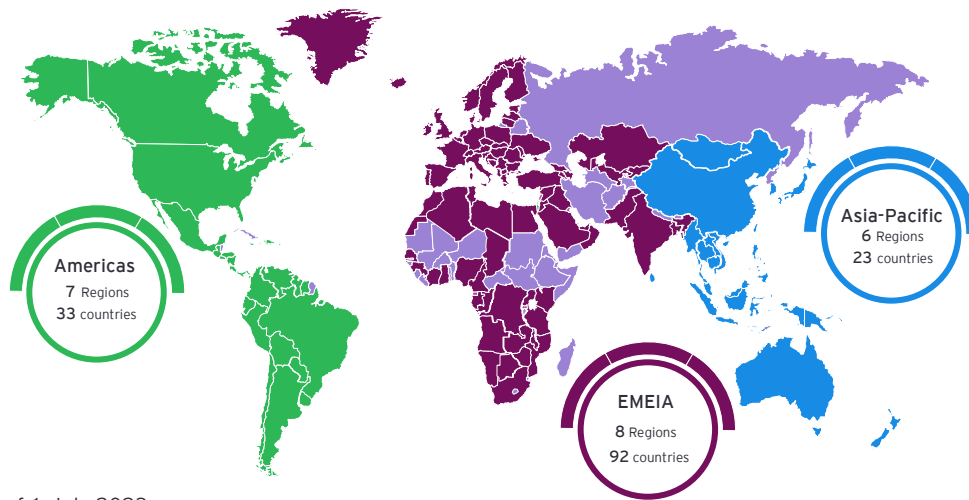 Americas
7 Regions
33 countries
Asia-Pacific
6 Regions
23 countries
EMEIA
8 Regions
92 countries